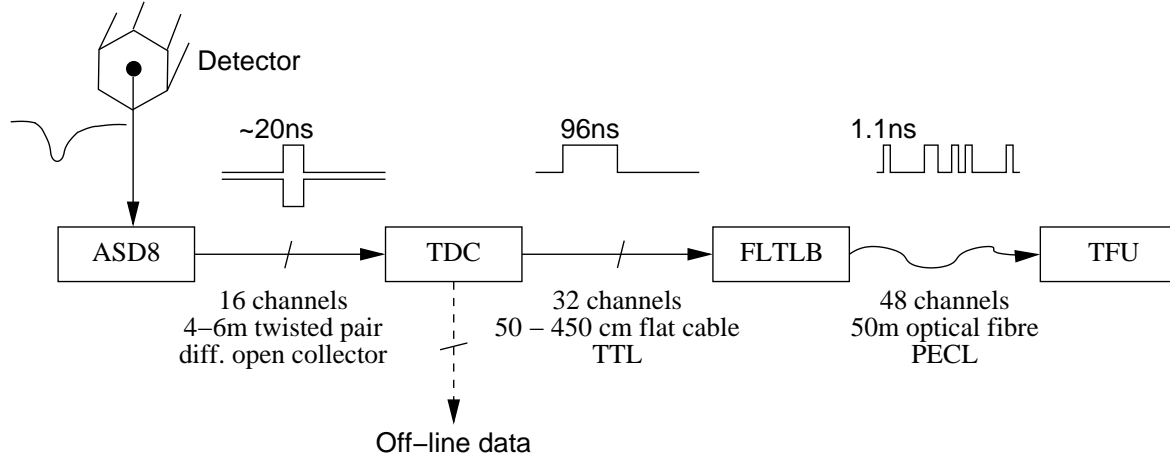 Detector
~20ns
96ns
1.1ns
ASD8
TDC
FLTLB
TFU
16 channels
4−6m twisted pair
diff. open collector
32 channels
50 − 450 cm flat cable
TTL
48 channels
50m optical fibre
PECL
Off−line data